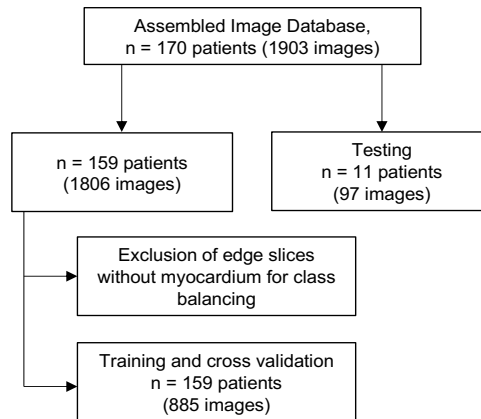 Assembled Image Database,
n = 170 patients (1903 images)
n = 159 patients
(1806 images)
Testing
n = 11 patients
(97 images)
Exclusion of edge slices
without myocardium for class
balancing
Training and cross validation
n = 159 patients
(885 images)